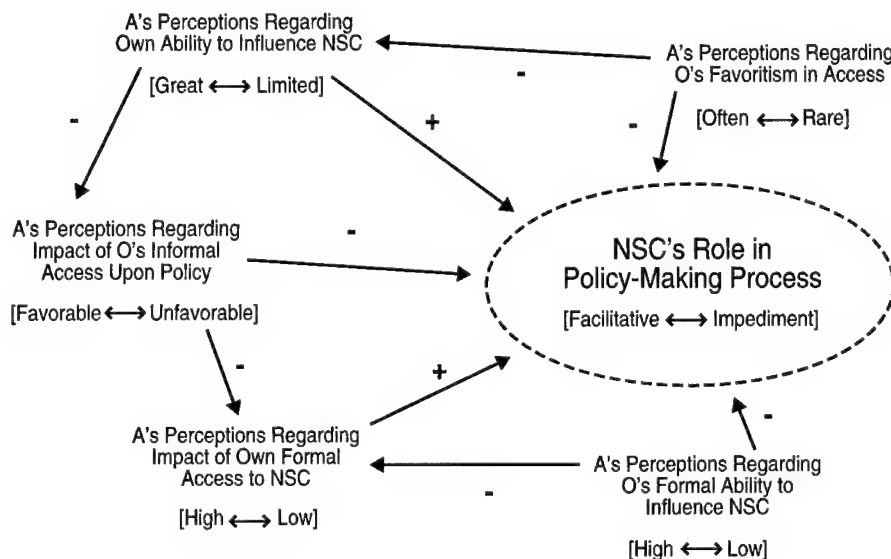 A's Perceptions Regarding
Own Ability to Influence NSC
[Great ⟷ Limited]
A's Perceptions Regarding
O's Favoritism in Access
[Often ⟷ Rare]
-
-
+
-
A's Perceptions Regarding
Impact of O's Informal
Access Upon Policy
[Favorable ⟷ Unfavorable]
-
NSC's Role in
Policy-Making Process
[Facilitative ⟷ Impediment]
-
+
-
A's Perceptions Regarding
Impact of Own Formal
Access to NSC
[High ⟷ Low]
-
A's Perceptions Regarding
O's Formal Ability to
Influence NSC
[High ⟷ Low]